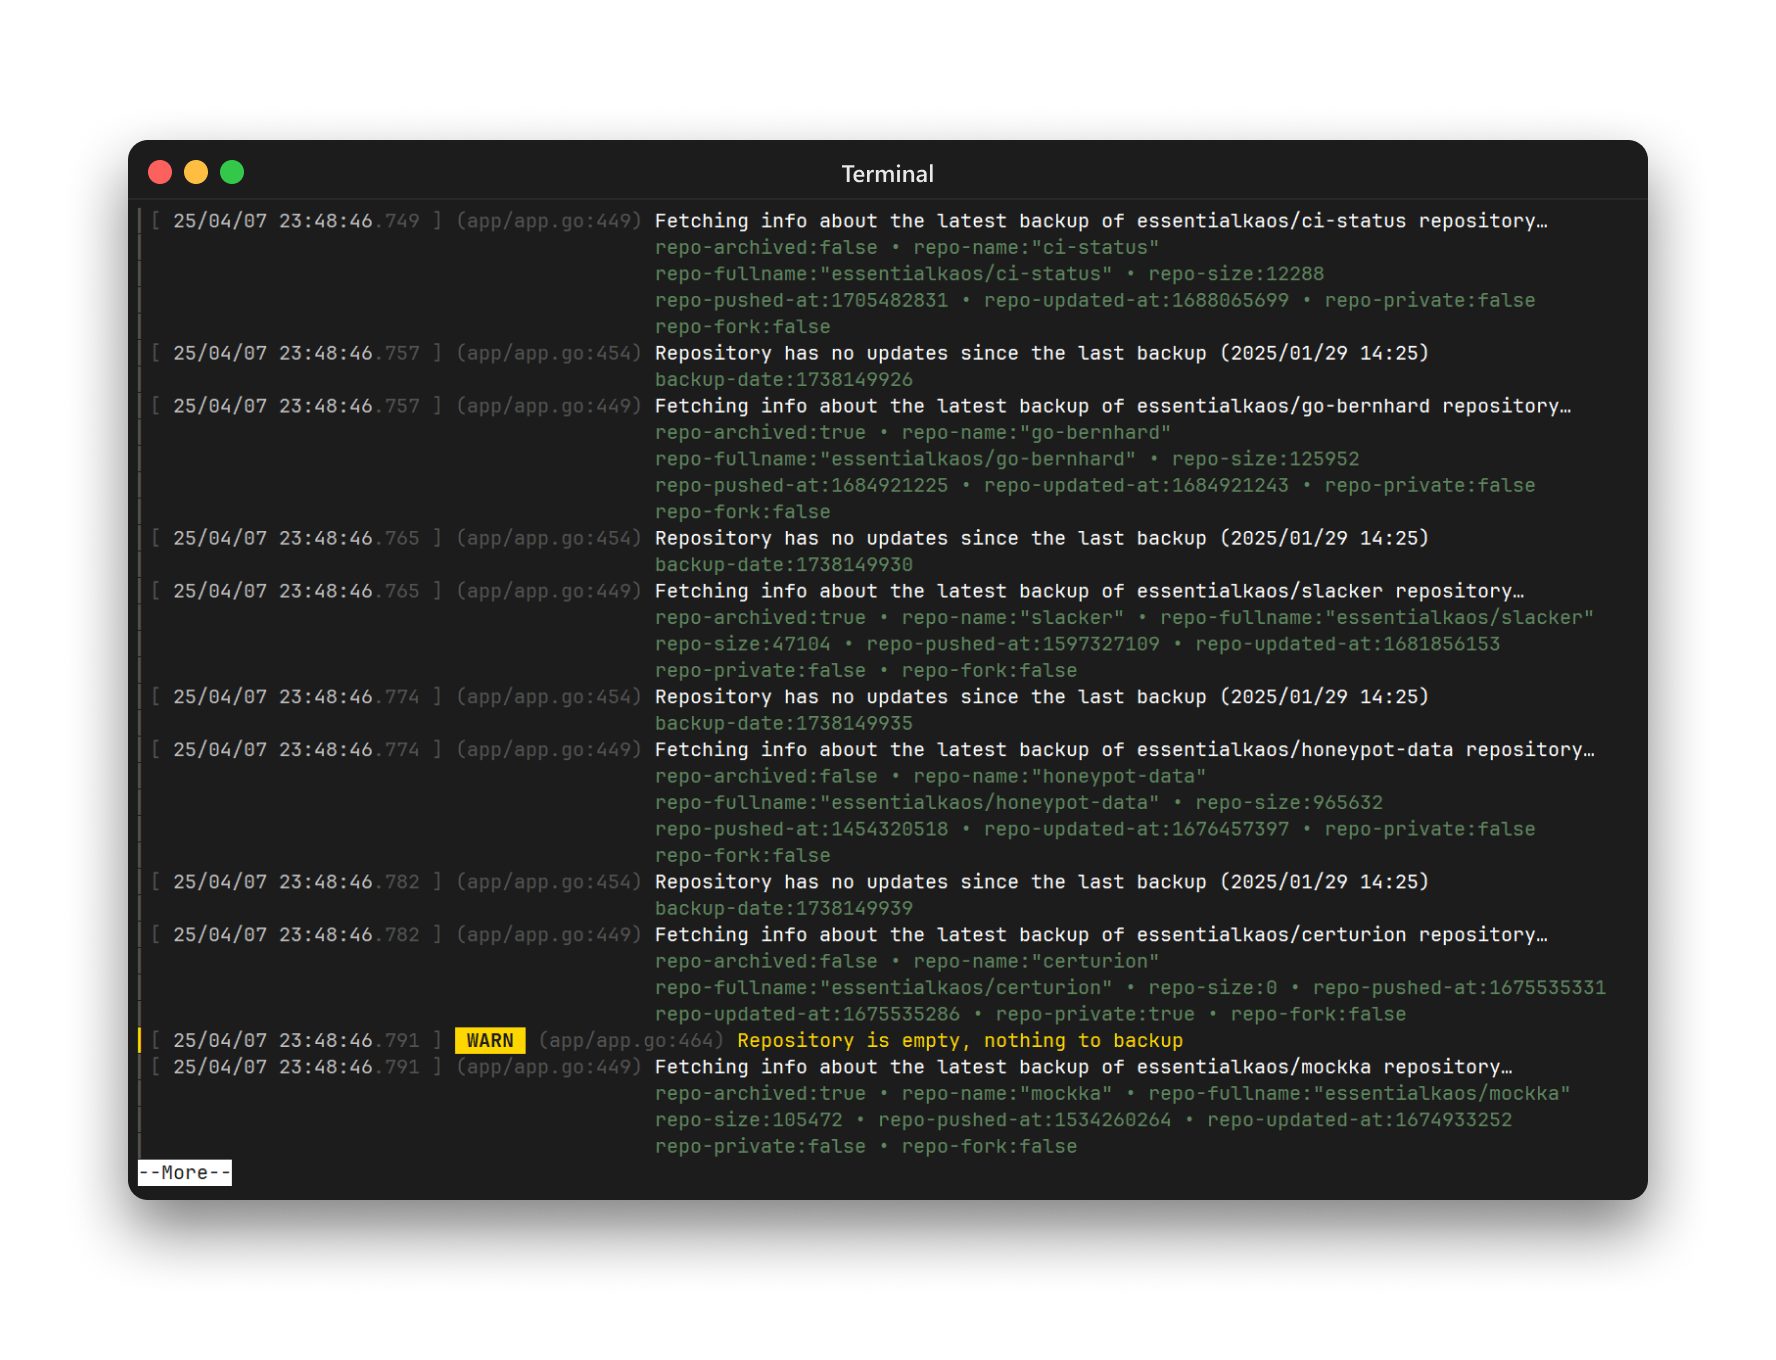 Terminal
[ 25/04/07 23:48:46.749 ] (app/app.go:449) Fetching info about the latest backup of essentialkaos/ci-status repository…
repo-archived:false • repo-name:"ci-status"
repo-fullname:"essentialkaos/ci-status" • repo-size:12288
repo-pushed-at:1705482831 • repo-updated-at:1688065699 • repo-private:false
repo-fork:false
[ 25/04/07 23:48:46.757 ] (app/app.go:454) Repository has no updates since the last backup (2025/01/29 14:25)
backup-date:1738149926
[ 25/04/07 23:48:46.757 ] (app/app.go:449) Fetching info about the latest backup of essentialkaos/go-bernhard repository…
repo-archived:true • repo-name:"go-bernhard"
repo-fullname:"essentialkaos/go-bernhard" • repo-size:125952
repo-pushed-at:1684921225 • repo-updated-at:1684921243 • repo-private:false
repo-fork:false
[ 25/04/07 23:48:46.765 ] (app/app.go:454) Repository has no updates since the last backup (2025/01/29 14:25)
backup-date:1738149930
[ 25/04/07 23:48:46.765 ] (app/app.go:449) Fetching info about the latest backup of essentialkaos/slacker repository…
repo-archived:true • repo-name:"slacker" • repo-fullname:"essentialkaos/slacker"
repo-size:47104 • repo-pushed-at:1597327109 • repo-updated-at:1681856153
repo-private:false • repo-fork:false
[ 25/04/07 23:48:46.774 ] (app/app.go:454) Repository has no updates since the last backup (2025/01/29 14:25)
backup-date:1738149935
[ 25/04/07 23:48:46.774 ] (app/app.go:449) Fetching info about the latest backup of essentialkaos/honeypot-data repository…
repo-archived:false • repo-name:"honeypot-data"
repo-fullname:"essentialkaos/honeypot-data" • repo-size:965632
repo-pushed-at:1454320518 • repo-updated-at:1676457397 • repo-private:false
repo-fork:false
[ 25/04/07 23:48:46.782 ] (app/app.go:454) Repository has no updates since the last backup (2025/01/29 14:25)
backup-date:1738149939
[ 25/04/07 23:48:46.782 ] (app/app.go:449) Fetching info about the latest backup of essentialkaos/certurion repository…
repo-archived:false • repo-name:"certurion"
repo-fullname:"essentialkaos/certurion" • repo-size:0 • repo-pushed-at:1675535331
repo-updated-at:1675535286 • repo-private:true • repo-fork:false
[ 25/04/07 23:48:46.791 ] WARN (app/app.go:464) Repository is empty, nothing to backup
[ 25/04/07 23:48:46.791 ] (app/app.go:449) Fetching info about the latest backup of essentialkaos/mockka repository…
repo-archived:true • repo-name:"mockka" • repo-fullname:"essentialkaos/mockka"
repo-size:105472 • repo-pushed-at:1534260264 • repo-updated-at:1674933252
repo-private:false • repo-fork:false
--More--